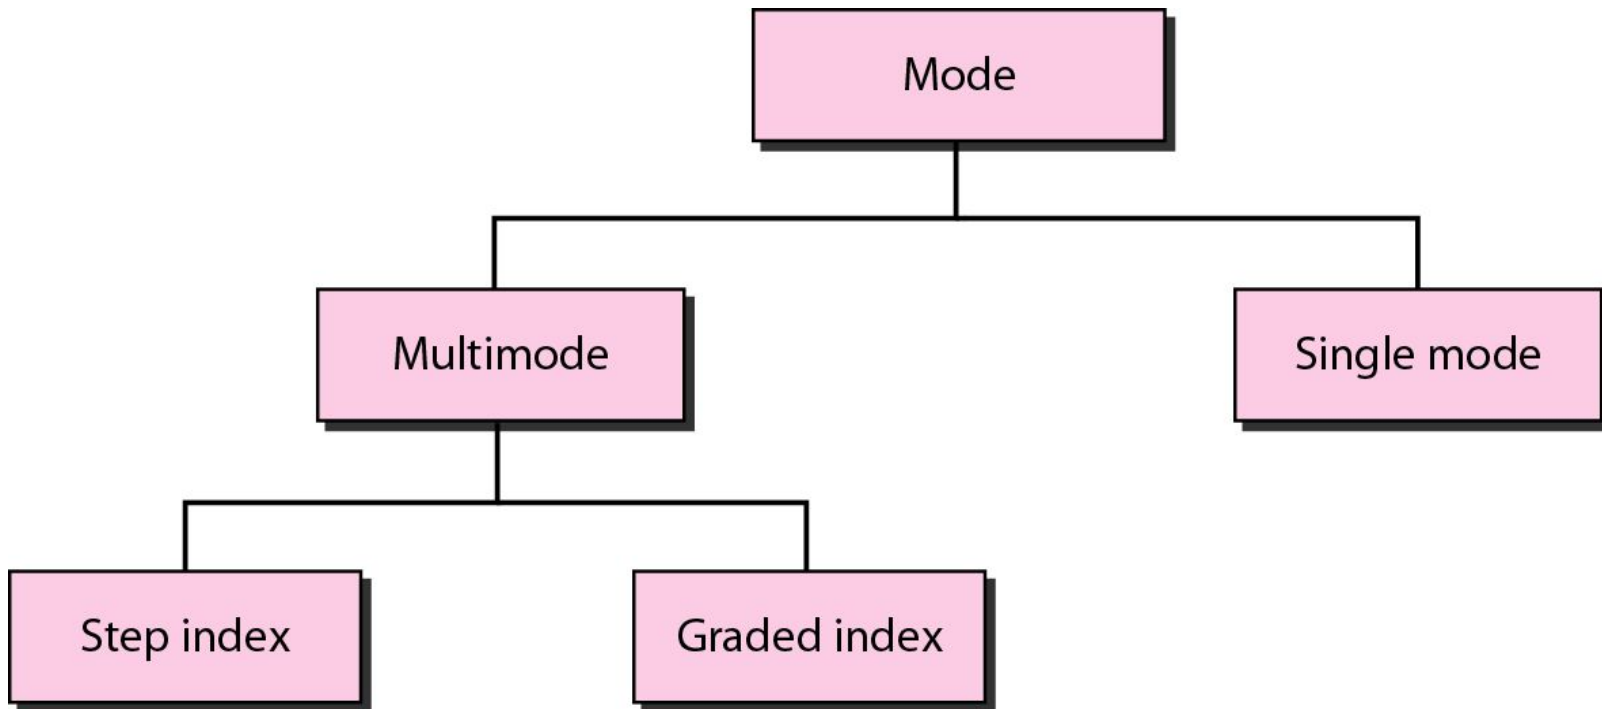 Mode
Multimode
Single mode
Step index
Graded index